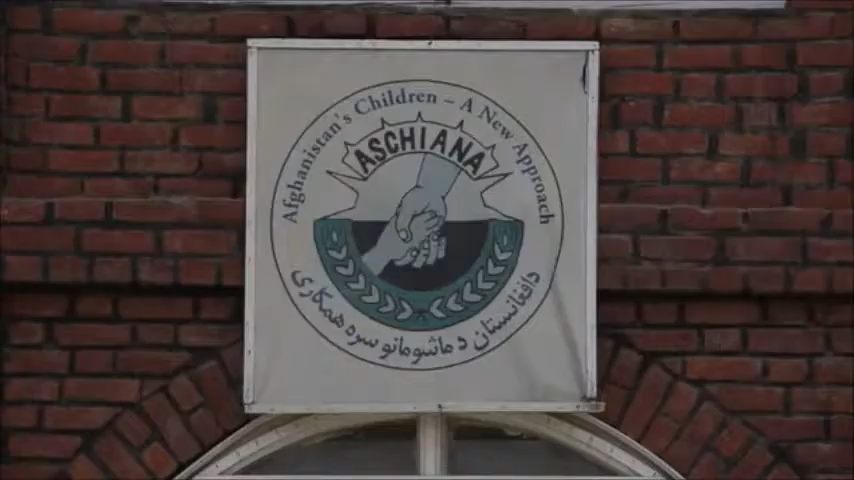 Afghanistan's Children – A New Approach
ASCHIANA
دافغانستان د ماشومانو سره همکاری